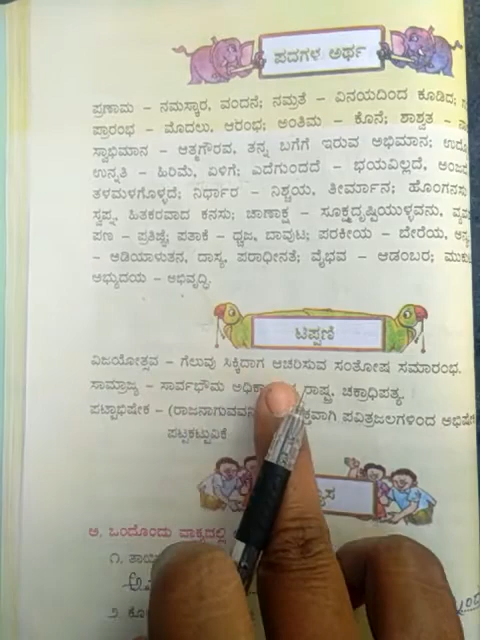 ಪದಗಳ ಅರ್ಥ
ಪ್ರಣಾಮ – ನಮಸ್ಕಾರ, ವಂದನೆ; ನಮ್ರತೆ – ವಿನಯದಿಂದ ಕೂಡಿದ;
ಪ್ರಾರಂಭ – ಮೊದಲು, ಆರಂಭ; ಅಂತಿಮ – ಕೊನೆ; ಶಾಶ್ವತ –
ಸ್ವಾಭಿಮಾನ – ಆತ್ಮಗೌರವ, ತನ್ನ ಬಗೆಗೆ ಇರುವ ಅಭಿಮಾನ;
ಉನ್ನತಿ – ಹಿರಿಮೆ, ಏಳಿಗೆ; ಎದೆಗುಂದದೆ – ಭಯವಿಲ್ಲದೆ,
ತಳಮಳಗೊಳ್ಳದೆ; ನಿರ್ಧಾರ – ನಿಶ್ಚಯ, ತೀರ್ಮಾನ; ಹೊಂಗನಸು
ಸ್ವಪ್ನ, ಹಿತಕರವಾದ ಕನಸು; ಚಾಣಾಕ್ಷ – ಸೂಕ್ಷ್ಮದೃಷ್ಟಿಯುಳ್ಳವನು,
ಪಣ – ಪ್ರತಿಜ್ಞೆ; ಪತಾಕೆ – ಧ್ವಜ, ಬಾವುಟ; ಪರಕೀಯ – ಬೇರೆಯ,
– ಅಡಿಯಾಳುತನ, ದಾಸ್ಯ, ಪರಾಧೀನತೆ; ವೈಭವ – ಆಡಂಬರ;
ಅಭ್ಯುದಯ – ಅಭಿವೃದ್ಧಿ.
ಟಿಪ್ಪಣಿ
ವಿಜಯೋತ್ಸವ – ಗೆಲುವು ಸಿಕ್ಕಿದಾಗ ಆಚರಿಸುವ ಸಂತೋಷ ಸಮಾರಂಭ.
ಸಾಮ್ರಾಜ್ಯ – ಸಾರ್ವಭೌಮ ರಾಷ್ಟ್ರ, ಚಕ್ರಾಧಿಪತ್ಯ.
ಪಟ್ಟಾಭಿಷೇಕ – ಪವಿತ್ರಜಲಗಳಿಂದ
ಪಟ್ಟಕಟ್ಟುವಿಕೆ
ಅ. ಒಂದೊಂದು ವಾಕ್ಯದಲ್ಲಿ
೧.
೨.